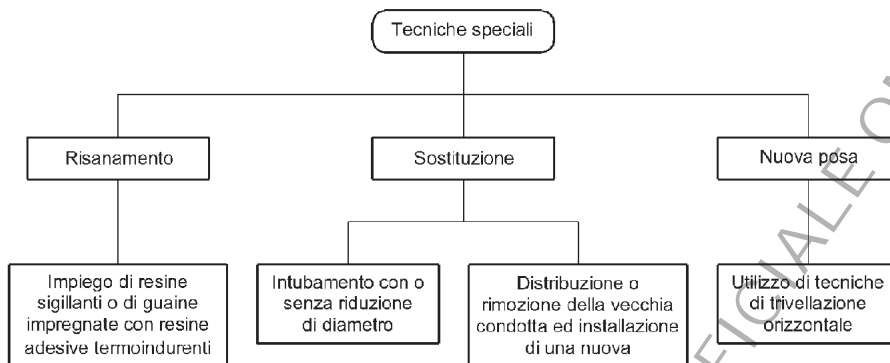 Tecniche speciali
Risanamento
Sostituzione
Nuova posa
Impiego di resine
sigillanti o di guaine
impregnate con resine
adesive termoindurenti
Intubamento con o
senza riduzione
di diametro
Distribuzione o
rimozione della vecchia
condotta ed installazione
di una nuova
Utilizzo di tecniche
di trivellazione
orizzontale
FICIALE ON